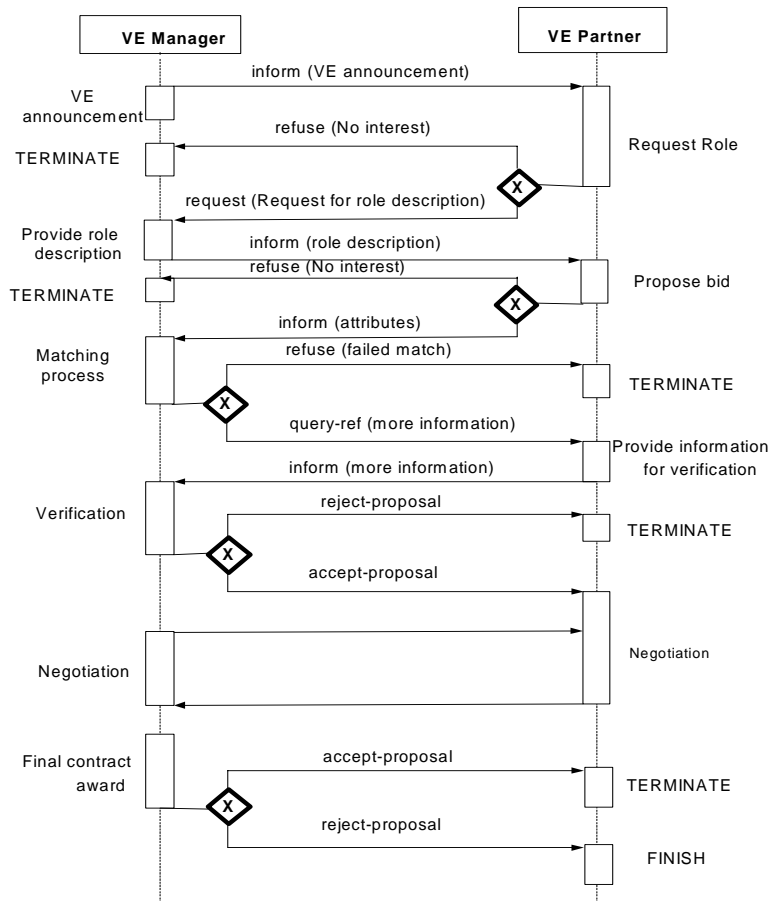 VE Manager
VE Partner
inform (VE announcement)
VE
announcement
refuse (No interest)
TERMINATE
Request Role
X
request (Request for role description)
Provide role
description
inform (role description)
refuse (No interest)
TERMINATE
Propose bid
X
inform (attributes)
Matching
process
refuse (failed match)
TERMINATE
X
query-ref (more information)
Provide information
for verification
inform (more information)
Verification
reject-proposal
TERMINATE
X
accept-proposal
Negotiation
Negotiation
Final contract
award
accept-proposal
TERMINATE
X
reject-proposal
FINISH